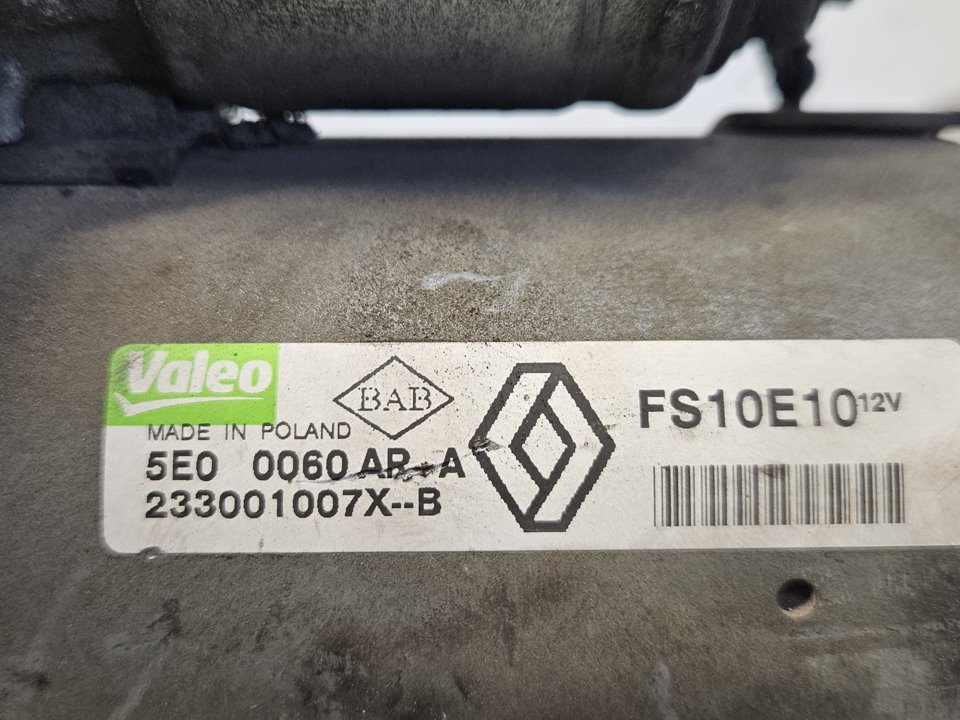 Valeo
BAB
FS10E10 12V
MADE IN POLAND
5E0 0060 AR-A
233001007X--B